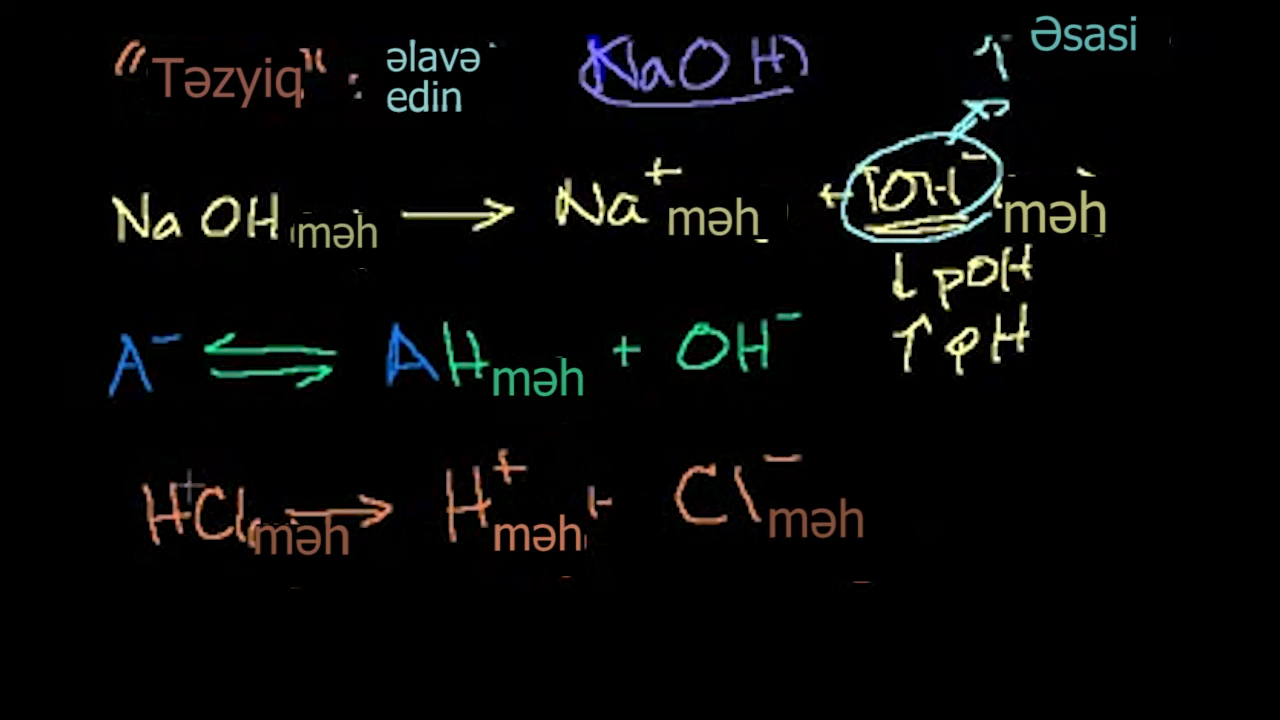 "Təzyiq" : əlavə edin NaOH ↑ Əsasi
NaOH məh → Na⁺ məh + OH⁻ məh
↓ pOH
↑ pH
A⁻ ⇌ AH məh + OH⁻
HCl məh → H⁺ məh + Cl⁻ məh